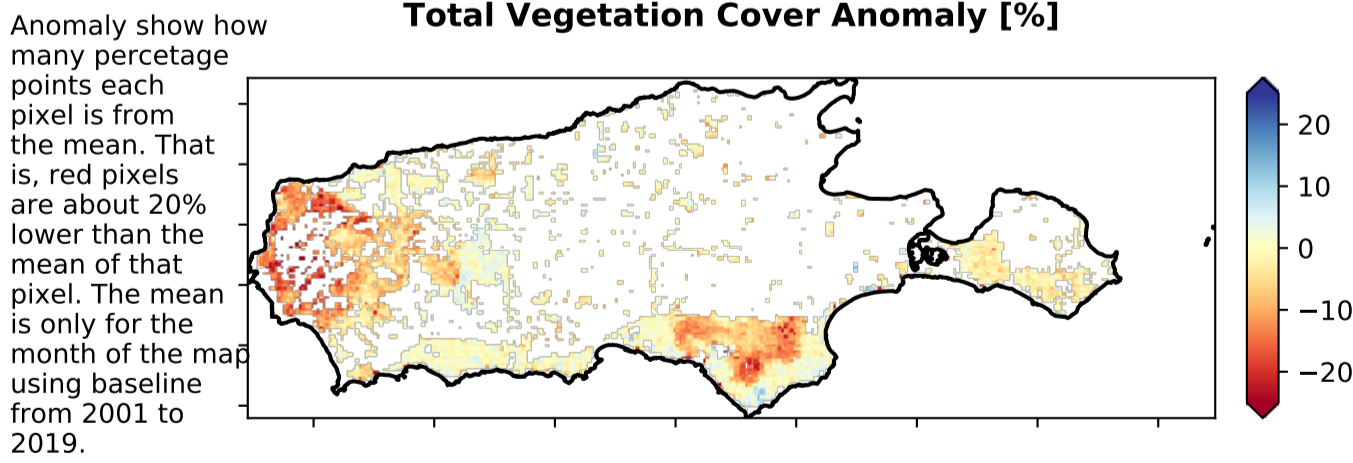 Total Vegetation Cover Anomaly [%]
Anomaly show how
many percetage
points each
pixel is from
the mean. That
is, red pixels
are about 20%
lower than the
mean of that
pixel. The mean
is only for the
month of the map
using baseline
from 2001 to
2019.
20
10
0
−10
−20